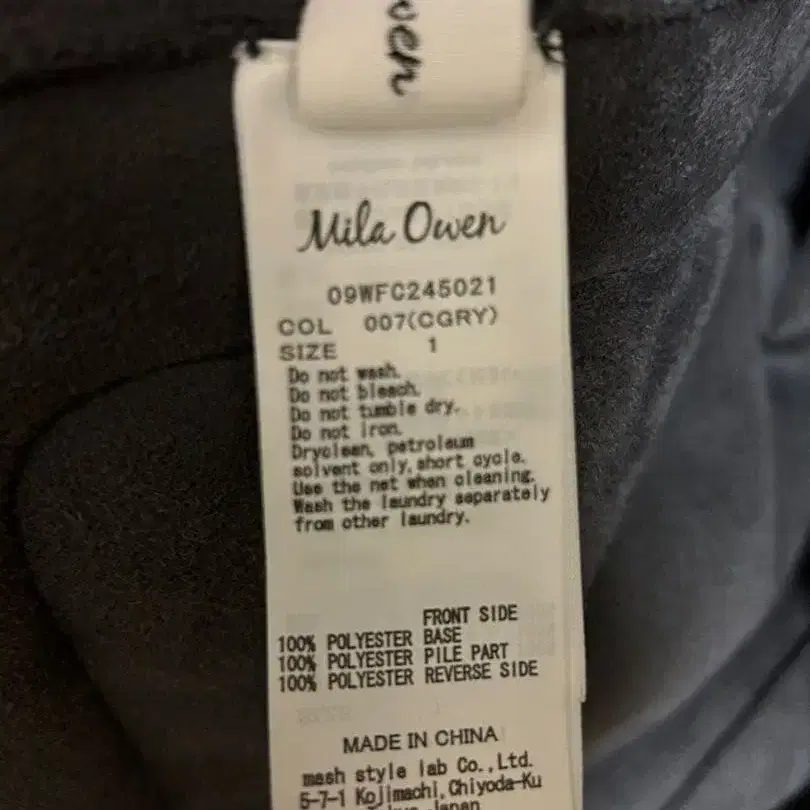 wen
Mila Owen
09WFC245021
COL 007(CGRY)
SIZE 1
Do not wash.
Do not bleach.
Do not tumble dry.
Do not iron.
Dryclean, petroleum
solvent only, short cycle.
Use the net when cleaning.
Wash the laundry separately
from other laundry.
FRONT SIDE
100% POLYESTER BASE
100% POLYESTER PILE PART
100% POLYESTER REVERSE SIDE
MADE IN CHINA
mash style lab Co., Ltd.
5-7-1 Kojimachi, Chiyoda-Ku
Japan